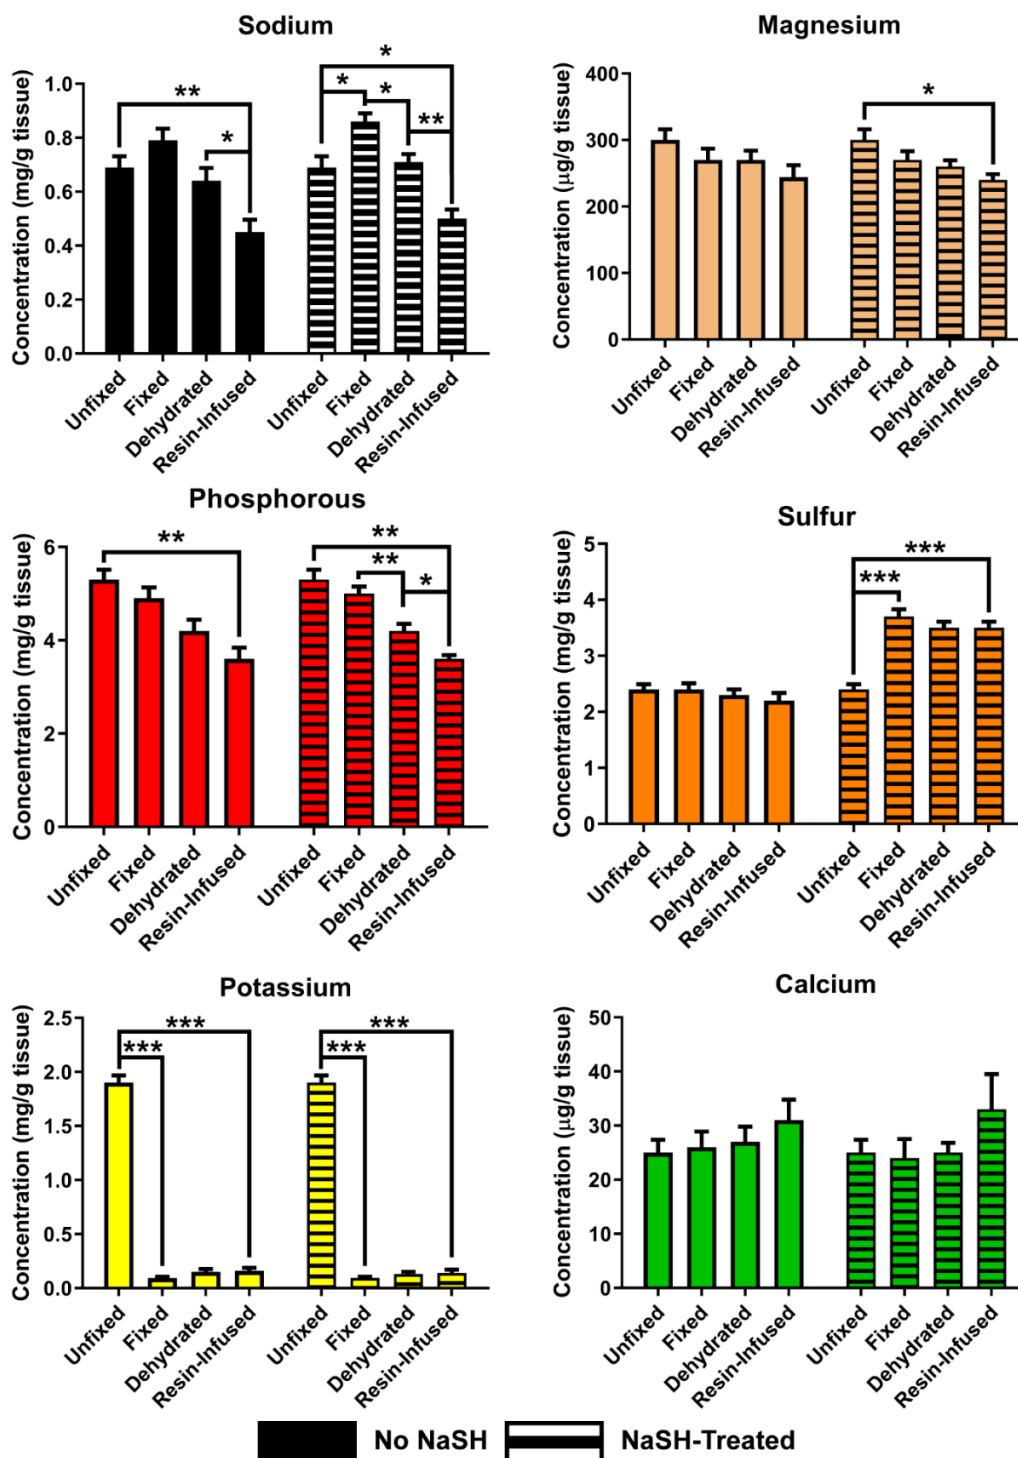 Sodium
Concentration (mg/g tissue)
1.0
0.8
0.6
0.4
0.2
0.0
**
*
*
*
*
**
Unfixed
Fixed
Dehydrated
Resin-Infused
Unfixed
Fixed
Dehydrated
Resin-Infused
Magnesium
Concentration (μg/g tissue)
400
300
200
100
0
*
Unfixed
Fixed
Dehydrated
Resin-Infused
Unfixed
Fixed
Dehydrated
Resin-Infused
Phosphorous
Concentration (mg/g tissue)
6
4
2
0
**
**
**
*
Unfixed
Fixed
Dehydrated
Resin-Infused
Unfixed
Fixed
Dehydrated
Resin-Infused
Sulfur
Concentration (mg/g tissue)
5
4
3
2
1
0
***
***
Unfixed
Fixed
Dehydrated
Resin-Infused
Unfixed
Fixed
Dehydrated
Resin-Infused
Potassium
Concentration (mg/g tissue)
2.5
2.0
1.5
1.0
0.5
0.0
***
***
***
***
Unfixed
Fixed
Dehydrated
Resin-Infused
Unfixed
Fixed
Dehydrated
Resin-Infused
Calcium
Concentration (μg/g tissue)
50
40
30
20
10
0
Unfixed
Fixed
Dehydrated
Resin-Infused
Unfixed
Fixed
Dehydrated
Resin-Infused
No NaSH
NaSH-Treated